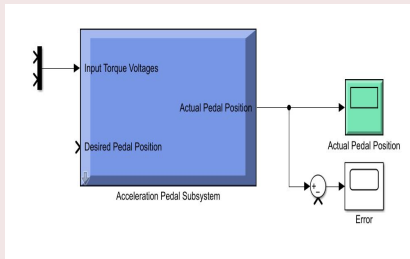 Input Torque Voltages
Actual Pedal Position
Desired Pedal Position
Acceleration Pedal Subsystem
Actual Pedal Position
Error